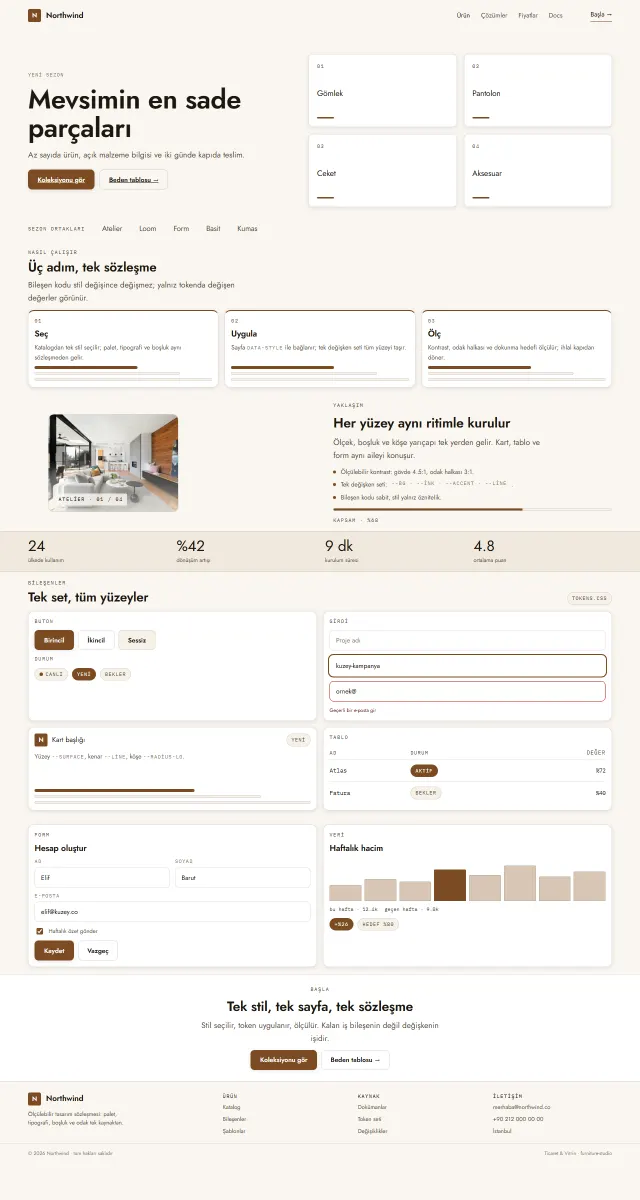 N Northwind
Ürün Çözümler Fiyatlar Docs Başla →
YENİ SEZON
Mevsimin en sade
parçaları
Az sayıda ürün, açık malzeme bilgisi ve iki günde kapıda teslim.
Koleksiyonu gör Beden tablosu →
01
Gömlek
02
Pantolon
03
Ceket
04
Aksesuar
SEZON ORTAKLARI Atelier Loom Form Basit Kumas
NASIL ÇALIŞIR
Üç adım, tek sözleşme
Bileşen kodu stil değişince değişmez; yalnız tokenda değişen
değerler görünür.
01
Seç
Katalogdan tek stil seçilir; palet, tipografi ve boşluk aynı
sözleşmeden gelir.
02
Uygula
Sayfa DATA-STYLE ile bağlanır; tek değişken seti tüm yüzeyi taşır.
03
Ölç
Kontrast, odak halkası ve dokunma hedefi ölçülür; ihlal kapıdan
döner.
ATELIER · 01 / 04
YAKLAŞIM
Her yüzey aynı ritimle kurulur
Ölçek, boşluk ve köşe yarıçapı tek yerden gelir. Kart, tablo ve
form aynı aileyi konuşur.
Ölçülebilir kontrast: gövde 4.5:1, odak halkası 3:1.
Tek değişken seti: --BG · --INK · --ACCENT · --LINE
Bileşen kodu sabit, stil yalnız öznitelik.
KAPSAM · %68
24
ülkede kullanım
%42
dönüşüm artışı
9 dk
kurulum süresi
4.8
ortalama puan
BİLEŞENLER
Tek set, tüm yüzeyler
TOKENS.CSS
BUTON
Birincil İkincil Sessiz
DURUM
CANLI YENİ BEKLER
GİRDİ
Proje adı
kuzey-kampanya
ornek@
Geçerli bir e-posta gir
N Kart başlığı YENİ
Yüzey --SURFACE, kenar --LINE, köşe --RADIUS-LG.
TABLO
AD DURUM DEĞER
Atlas AKTİF %72
Fatura BEKLER %40
FORM
Hesap oluştur
AD SOYAD
Elif Barut
E-POSTA
elif@kuzey.co
Haftalık özet gönder
Kaydet Vazgeç
VERİ
Haftalık hacim
bu hafta · 12.4k geçen hafta · 9.8k
HEDEF %80
BAŞLA
Tek stil, tek sayfa, tek sözleşme
Stil seçilir, token uygulanır, ölçülür. Kalan iş bileşenin değil değişkenin
işidir.
Koleksiyonu gör Beden tablosu →
N Northwind
Ölçülebilir tasarım sözleşmesi: palet,
tipografi, boşluk ve odak tek kaynaktan.
ÜRÜN
Katalog
Bileşenler
Şablonlar
KAYNAK
Dokümanlar
Token seti
Değişiklikler
İLETİŞİM
merhaba@northwind.co
+90 212 000 00 00
İstanbul
© 2026 Northwind · tüm hakları saklıdır
Ticaret & Vitrin · furniture-studio